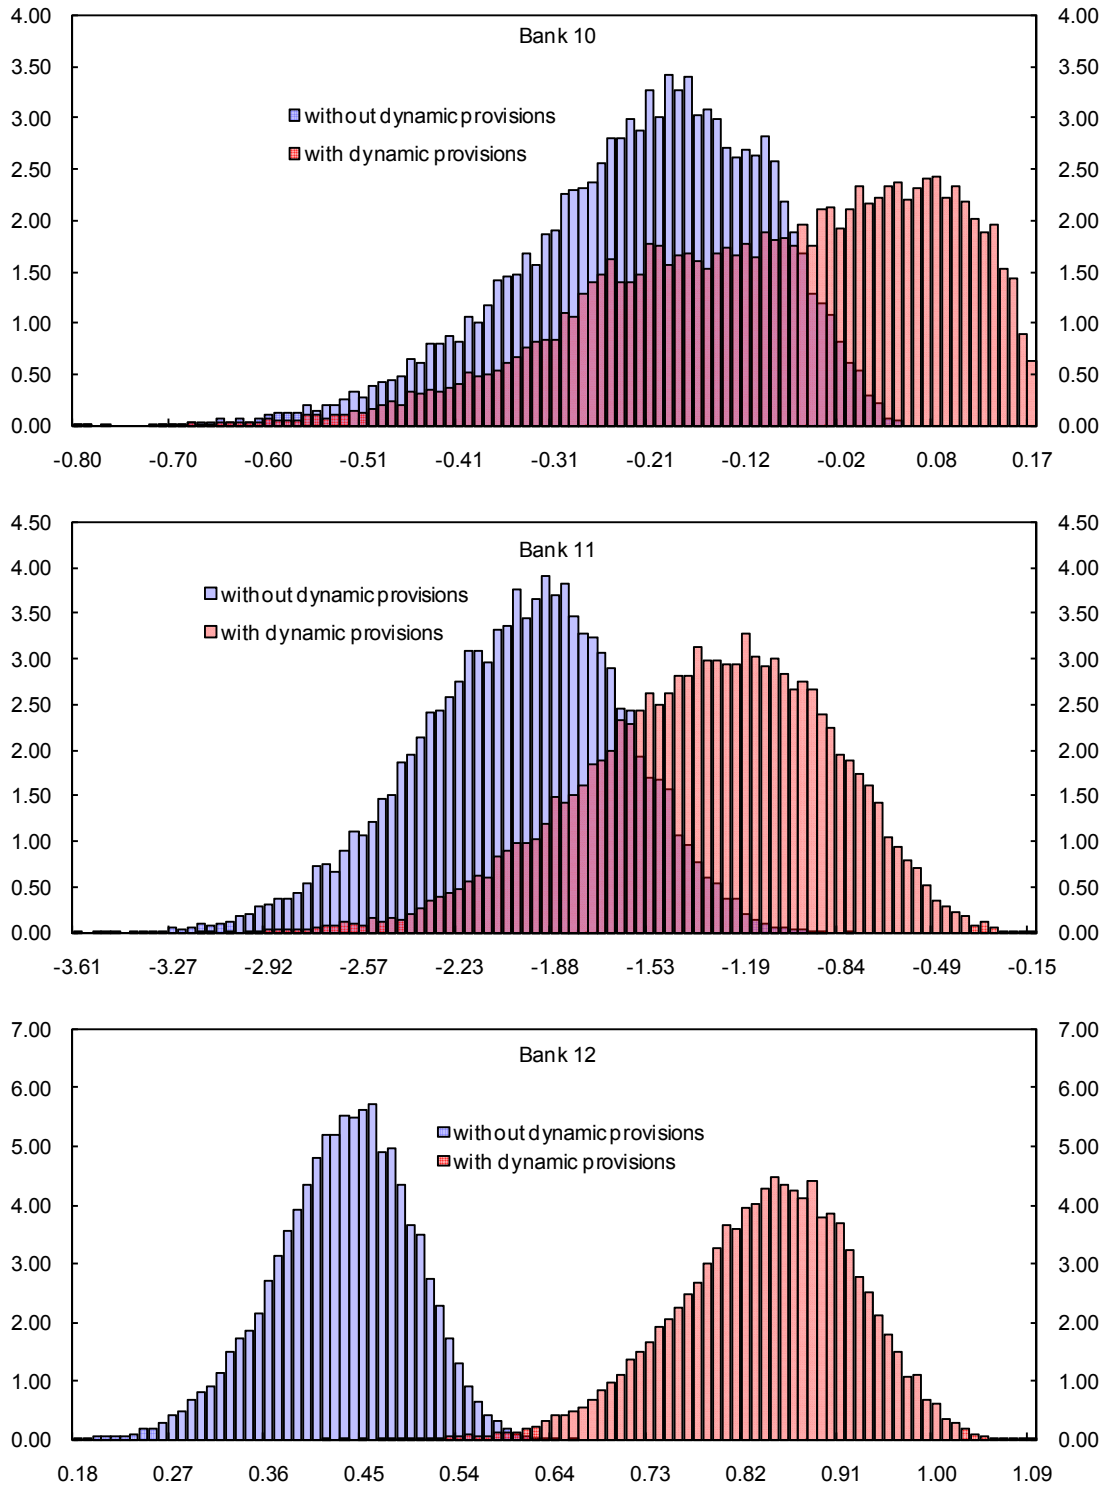 4.00 4.00
Bank 10
3.50 3.50
without dynamic provisions
3.00 3.00
with dynamic provisions
2.50 2.50
2.00 2.00
1.50 1.50
1.00 1.00
0.50 0.50
0.00 0.00
-0.80 -0.70 -0.60 -0.51 -0.41 -0.31 -0.21 -0.12 -0.02 0.08 0.17
4.50 4.50
Bank 11
4.00 4.00
without dynamic provisions
3.50 3.50
with dynamic provisions
3.00 3.00
2.50 2.50
2.00 2.00
1.50 1.50
1.00 1.00
0.50 0.50
0.00 0.00
-3.61 -3.27 -2.92 -2.57 -2.23 -1.88 -1.53 -1.19 -0.84 -0.49 -0.15
7.00 7.00
Bank 12
6.00 6.00
without dynamic provisions
5.00 5.00
with dynamic provisions
4.00 4.00
3.00 3.00
2.00 2.00
1.00 1.00
0.00 0.00
0.18 0.27 0.36 0.45 0.54 0.64 0.73 0.82 0.91 1.00 1.09